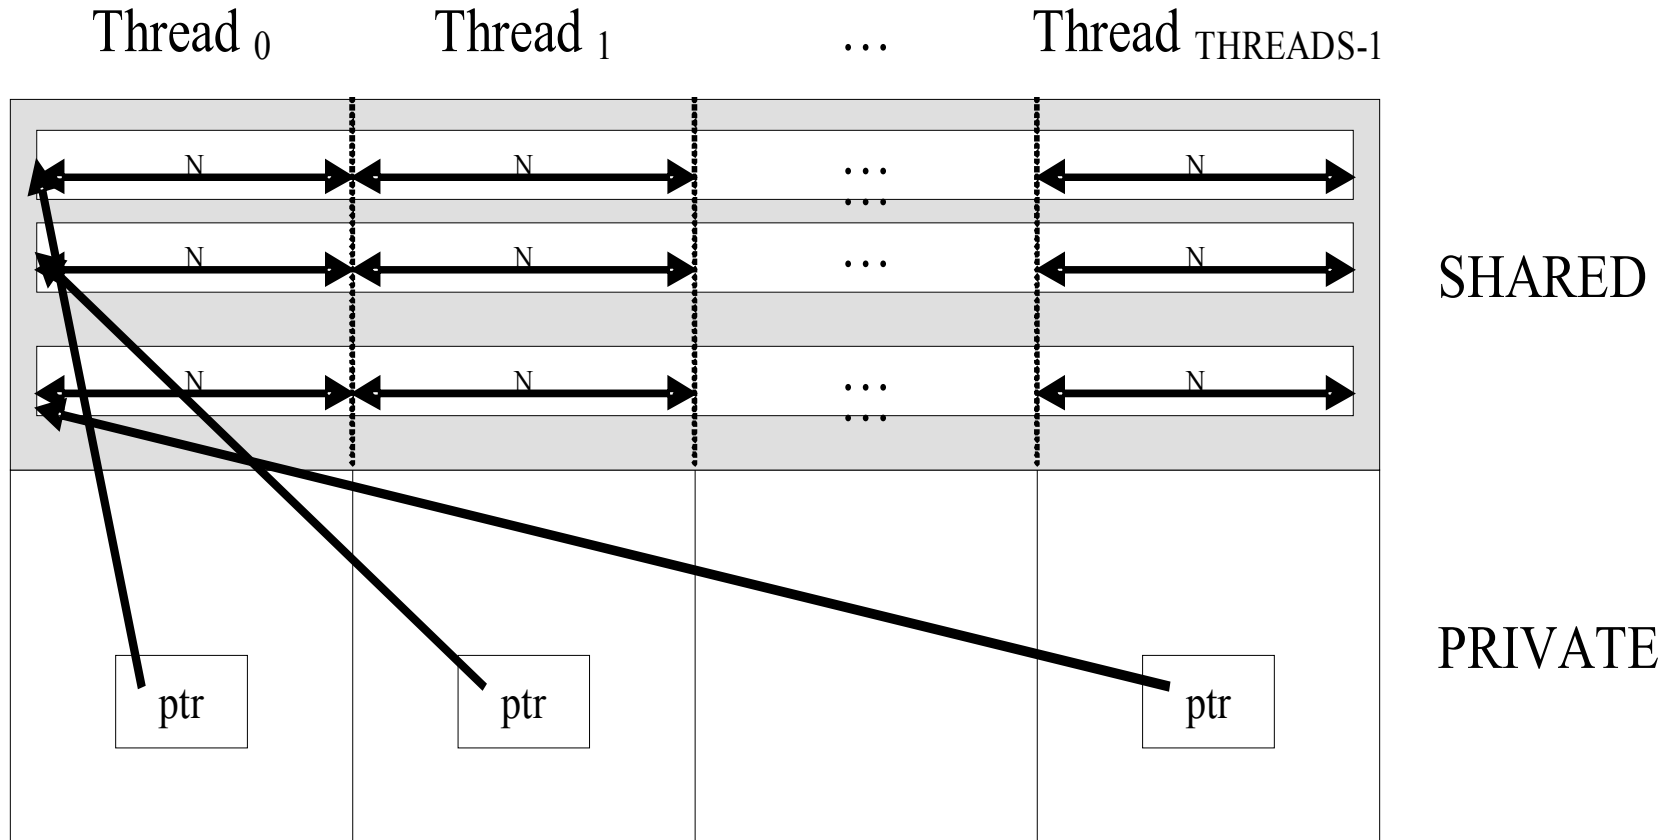 Thread 0 Thread 1 ... Thread THREADS-1
N N ... N
...
N N ... N
SHARED
N N ... N
...
PRIVATE
ptr ptr ptr